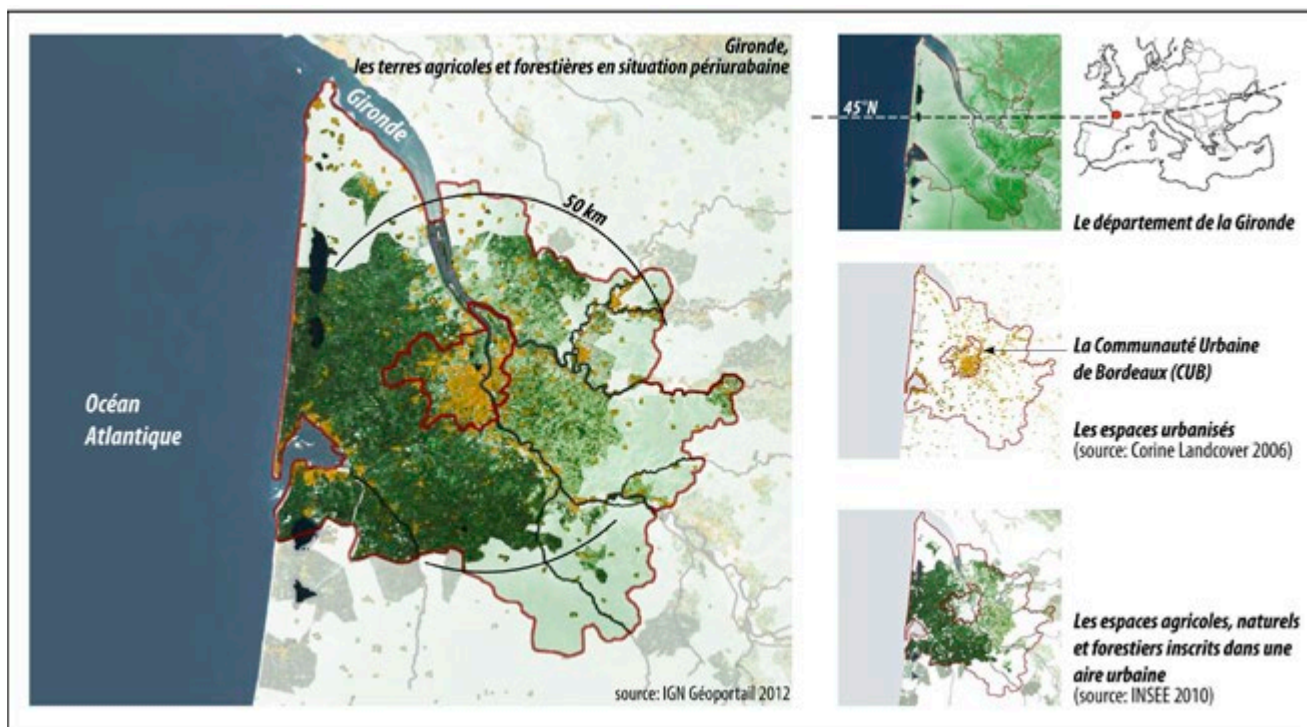 Gironde,
les terres agricoles et forestières en situation périurabaine
Gironde
50 km
Océan
Atlantique
source: IGN Géoportail 2012
45°N
Le département de la Gironde
La Communauté Urbaine
de Bordeaux (CUB)
Les espaces urbanisés
(source: Corine Landcover 2006)
Les espaces agricoles, naturels
et forestiers inscrits dans une
aire urbaine
(source: INSEE 2010)